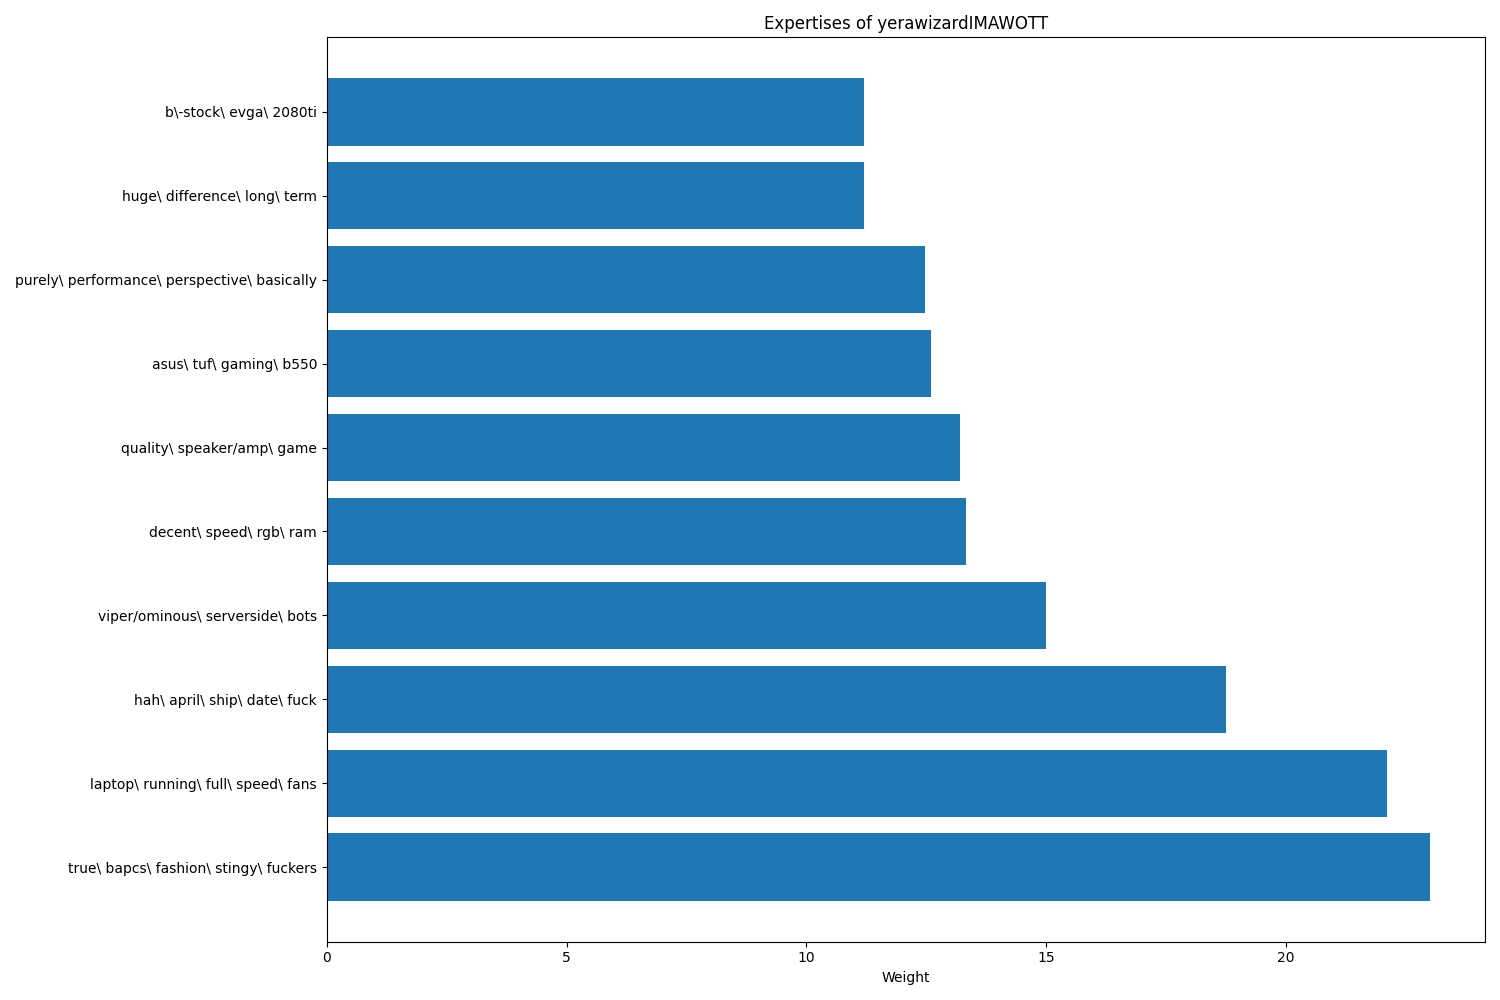 Expertises of yerawizardIMAWOTT
b\-stock\ evga\ 2080ti
huge\ difference\ long\ term
purely\ performance\ perspective\ basically
asus\ tuf\ gaming\ b550
quality\ speaker/amp\ game
decent\ speed\ rgb\ ram
viper/ominous\ serverside\ bots
hah\ april\ ship\ date\ fuck
laptop\ running\ full\ speed\ fans
true\ bapcs\ fashion\ stingy\ fuckers
0 5 10 15 20
Weight